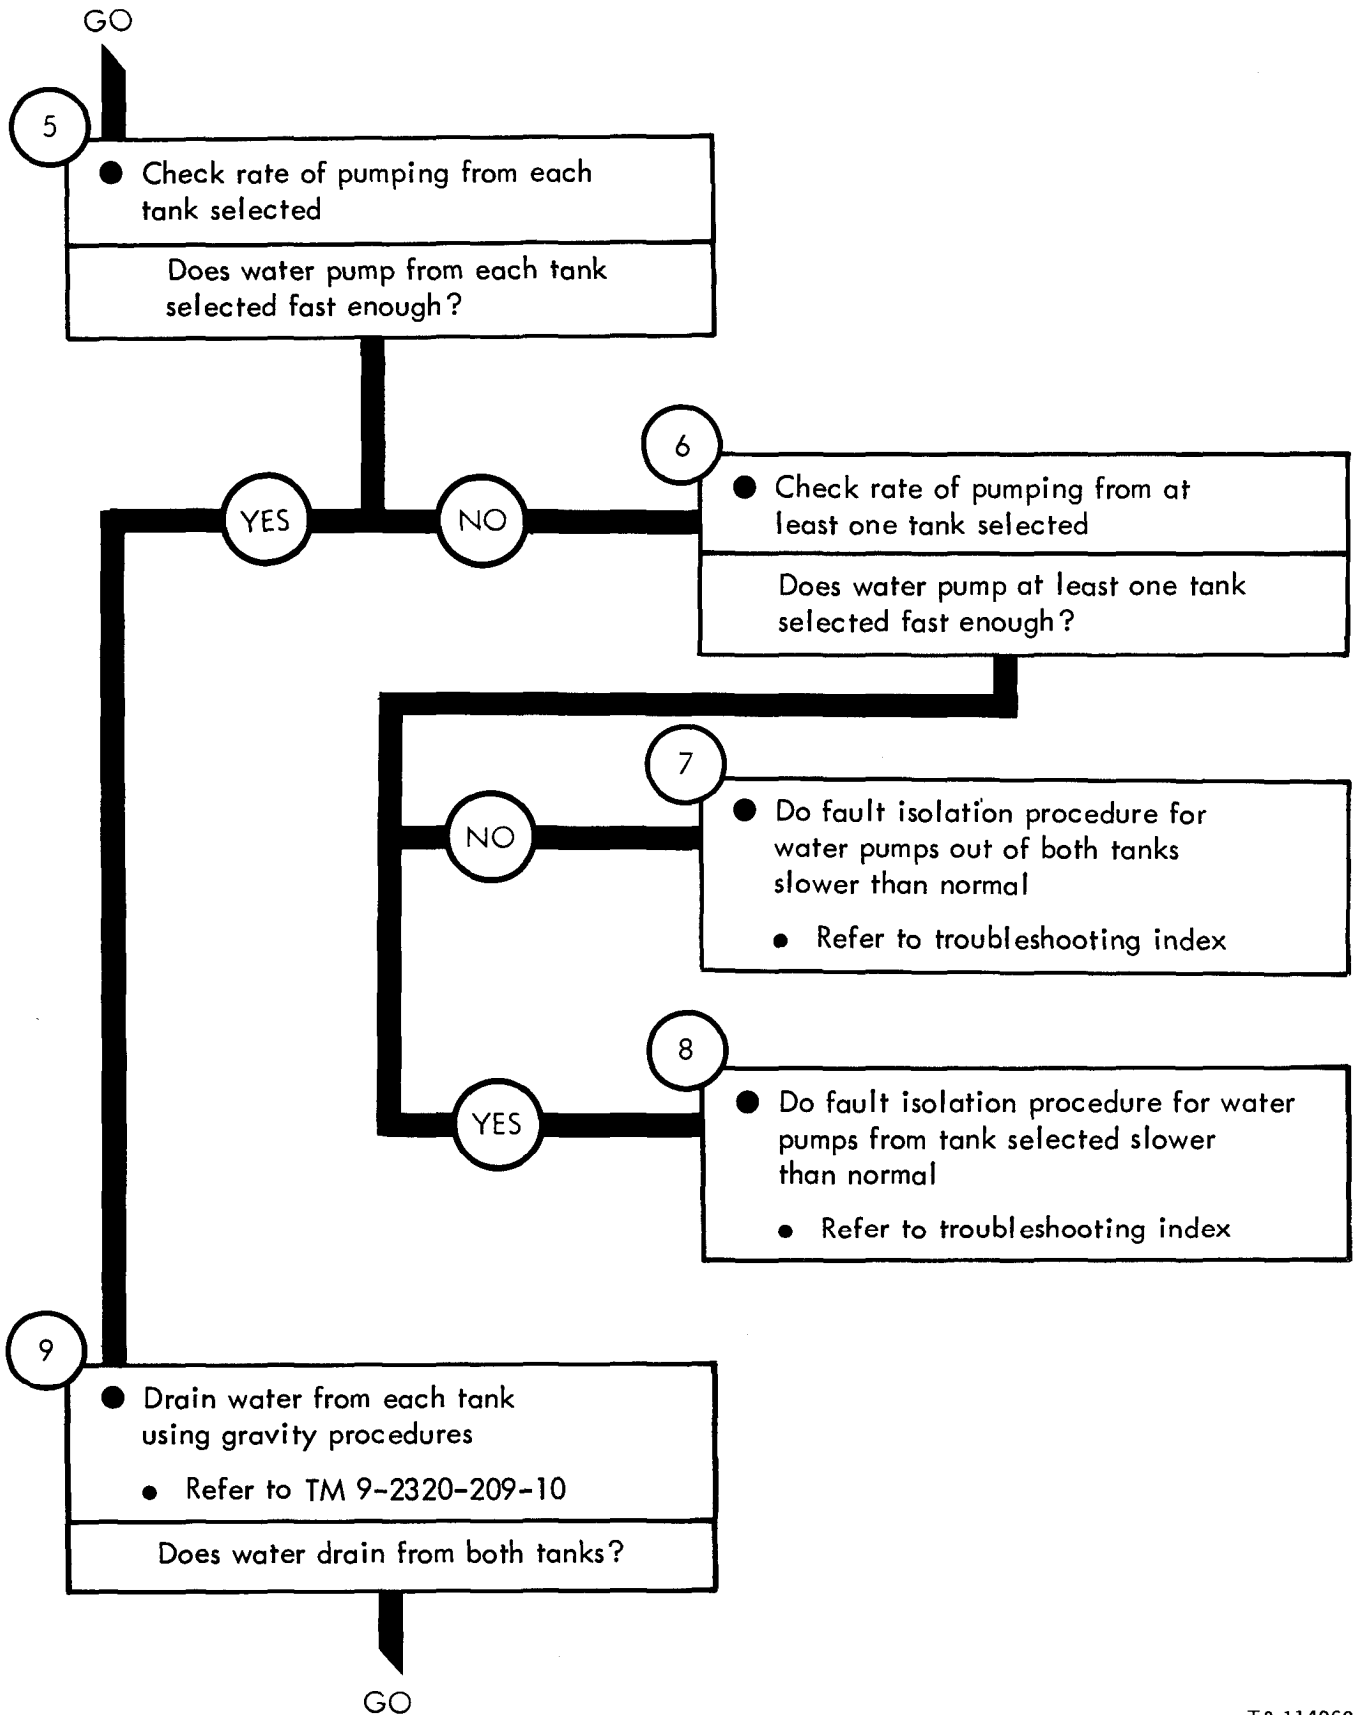 GO
5
● Check rate of pumping from each
tank selected
Does water pump from each tank
selected fast enough?
YES
NO
6
● Check rate of pumping from at
least one tank selected
Does water pump at least one tank
selected fast enough?
7
NO
● Do fault isolation procedure for
water pumps out of both tanks
slower than normal
● Refer to troubleshooting index
8
YES
● Do fault isolation procedure for water
pumps from tank selected slower
than normal
● Refer to troubleshooting index
9
● Drain water from each tank
using gravity procedures
● Refer to TM 9-2320-209-10
Does water drain from both tanks?
GO